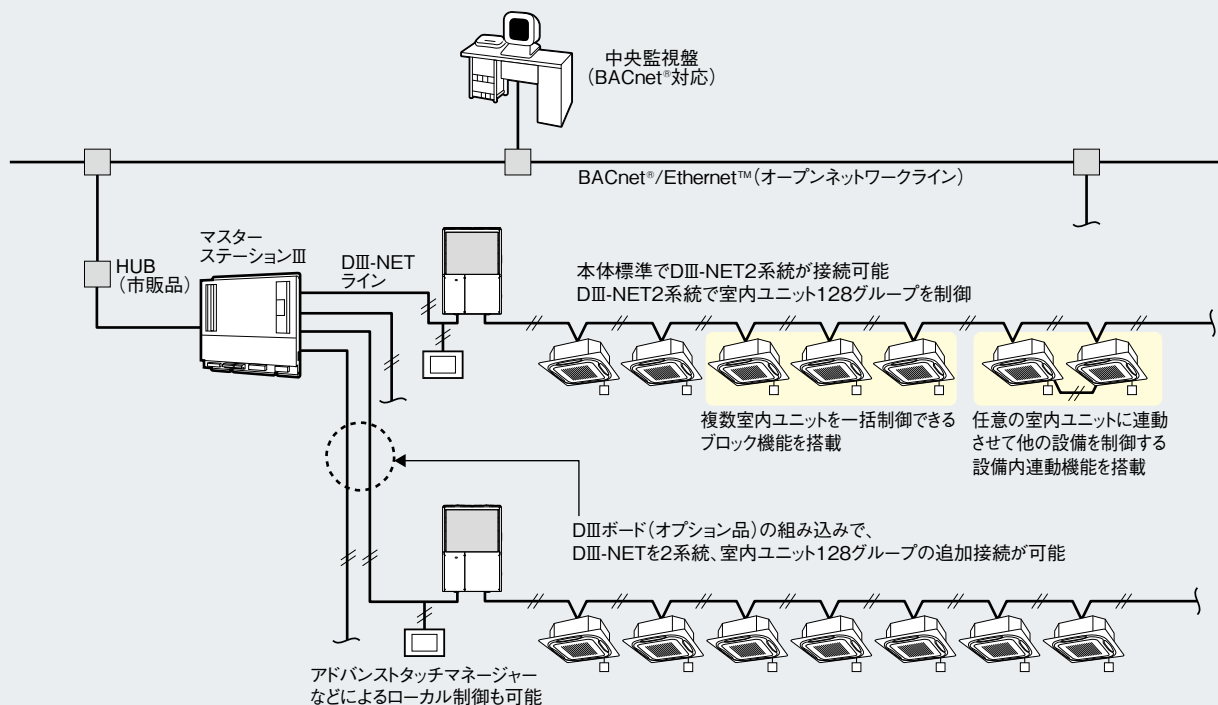 中央監視盤
（BACnet®対応）
BACnet®/Ethernet™（オープンネットワークライン）
マスター
ステーションⅢ
HUB
（市販品）
DⅢ-NET
ライン
本体標準でDⅢ-NET2系統が接続可能
DⅢ-NET2系統で室内ユニット128グループを制御
複数室内ユニットを一括制御できる
ブロック機能を搭載
任意の室内ユニットに連動
させて他の設備を制御する
設備内連動機能を搭載
DⅢボード（オプション品）の組み込みで、
DⅢ-NETを2系統、室内ユニット128グループの追加接続が可能
アドバンストタッチマネージャー
などによるローカル制御も可能